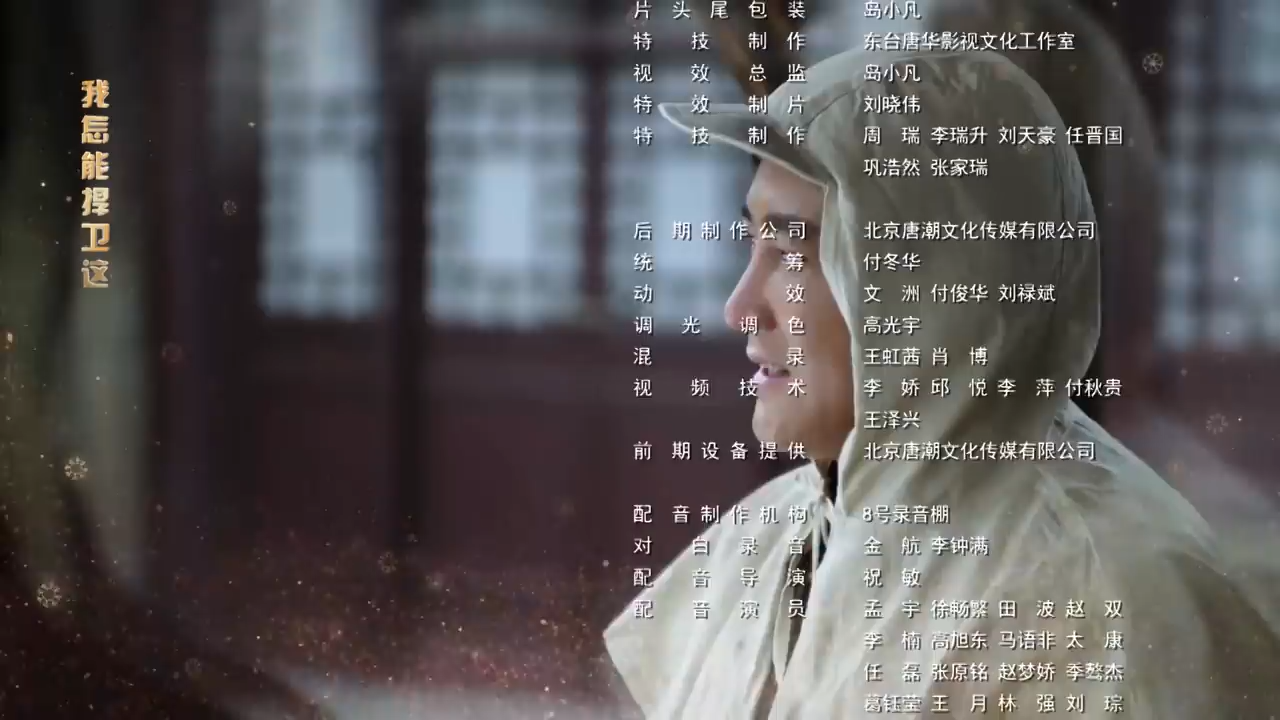 我怎能捍卫这
片头尾包装 岛小凡
特技制作 东台唐华影视文化工作室
视效总监 岛小凡
特效制片 刘晓伟
特技制作 周 瑞 李瑞升 刘天豪 任晋国
巩浩然 张家瑞
后期制作公司 北京唐潮文化传媒有限公司
统筹 付冬华
动效 文 洲 付俊华 刘禄斌
调光调色 高光宇
混录 王虹茜 肖 博
视频技术 李 娇 邱 悦 李 萍 付秋贵
王泽兴
前期设备提供 北京唐潮文化传媒有限公司
配音制作机构 8号录音棚
对白录音 金 航 李钟满
配音导演 祝 敏
配音演员 孟 宇 徐畅繁 田 波 赵 双
李 楠 高旭东 马语非 太 康
任 磊 张原铭 赵梦娇 季骜杰
葛钰莹 王 月 林 强 刘 琮